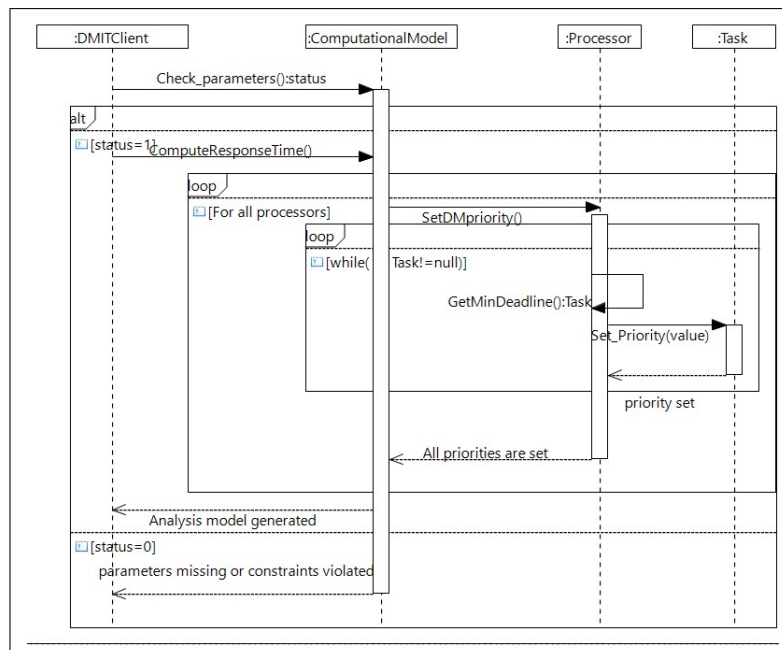 :DMITClient :ComputationalModel :Processor :Task
Check_parameters():status
alt
[status=1]
ComputeResponseTime()
loop
[For all processors]
SetDMpriority()
loop
[while( Task!=null)]
GetMinDeadline():Task
Set_Priority(value)
priority set
All priorities are set
Analysis model generated
[status=0]
parameters missing or constraints violated